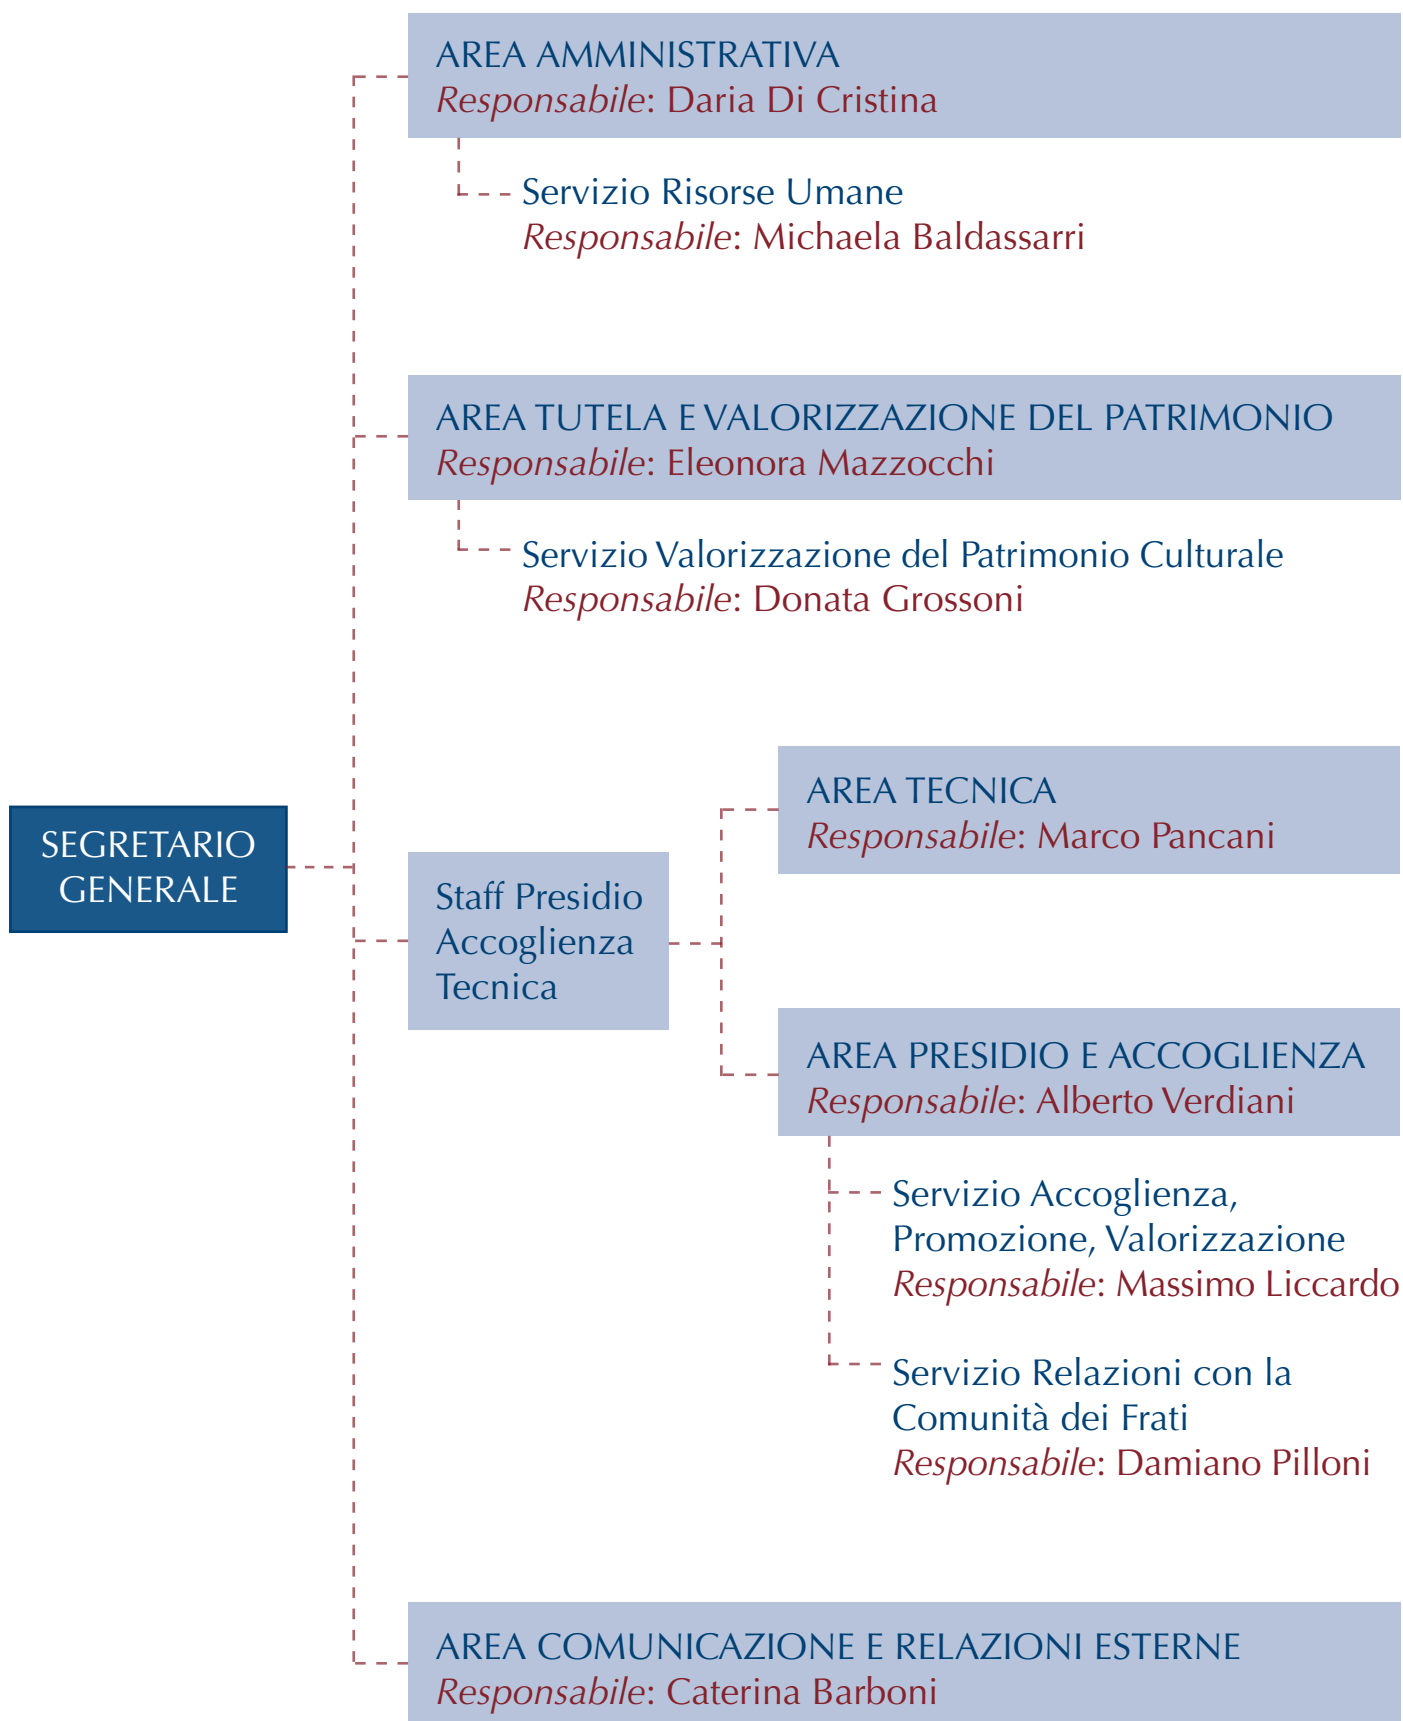 AREA AMMINISTRATIVA
Responsabile: Daria Di Cristina
Servizio Risorse Umane
Responsabile: Michaela Baldassarri
AREA TUTELA E VALORIZZAZIONE DEL PATRIMONIO
Responsabile: Eleonora Mazzocchi
Servizio Valorizzazione del Patrimonio Culturale
Responsabile: Donata Grossoni
SEGRETARIO
GENERALE
Staff Presidio
Accoglienza
Tecnica
AREA TECNICA
Responsabile: Marco Pancani
AREA PRESIDIO E ACCOGLIENZA
Responsabile: Alberto Verdiani
Servizio Accoglienza,
Promozione, Valorizzazione
Responsabile: Massimo Liccardo
Servizio Relazioni con la
Comunità dei Frati
Responsabile: Damiano Pilloni
AREA COMUNICAZIONE E RELAZIONI ESTERNE
Responsabile: Caterina Barboni